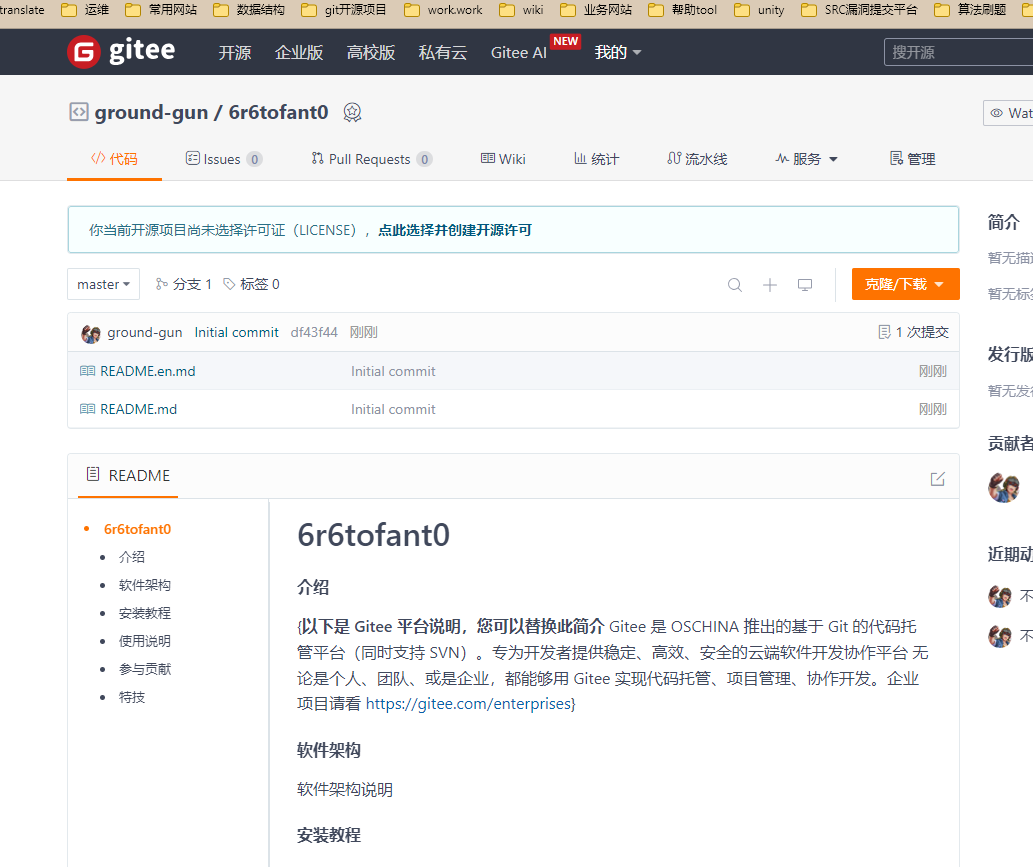 translate 运维 常用网站 数据结构 git开源项目 work.work wiki 业务网站 帮助tool unity SRC漏洞提交平台 算法刷题
gitee 开源 企业版 高校版 私有云 Gitee AI NEW 我的 搜开源
ground-gun / 6r6tofant0 Wat
代码 Issues 0 Pull Requests 0 Wiki 统计 流水线 服务 管理
你当前开源项目尚未选择许可证（LICENSE），点此选择并创建开源许可
简介
master 分支 1 标签 0 克隆/下载
暂无描述
暂无标签
ground-gun Initial commit df43f44 刚刚 1 次提交
README.en.md Initial commit 刚刚
README.md Initial commit 刚刚
发行版
暂无发行
贡献者
近期动
不
不
README
6r6tofant0
介绍
软件架构
安装教程
使用说明
参与贡献
特技
6r6tofant0
介绍
{以下是 Gitee 平台说明，您可以替换此简介 Gitee 是 OSCHINA 推出的基于 Git 的代码托
管平台（同时支持 SVN）。专为开发者提供稳定、高效、安全的云端软件开发协作平台 无
论是个人、团队、或是企业，都能够用 Gitee 实现代码托管、项目管理、协作开发。企业
项目请看 https://gitee.com/enterprises}
软件架构
软件架构说明
安装教程